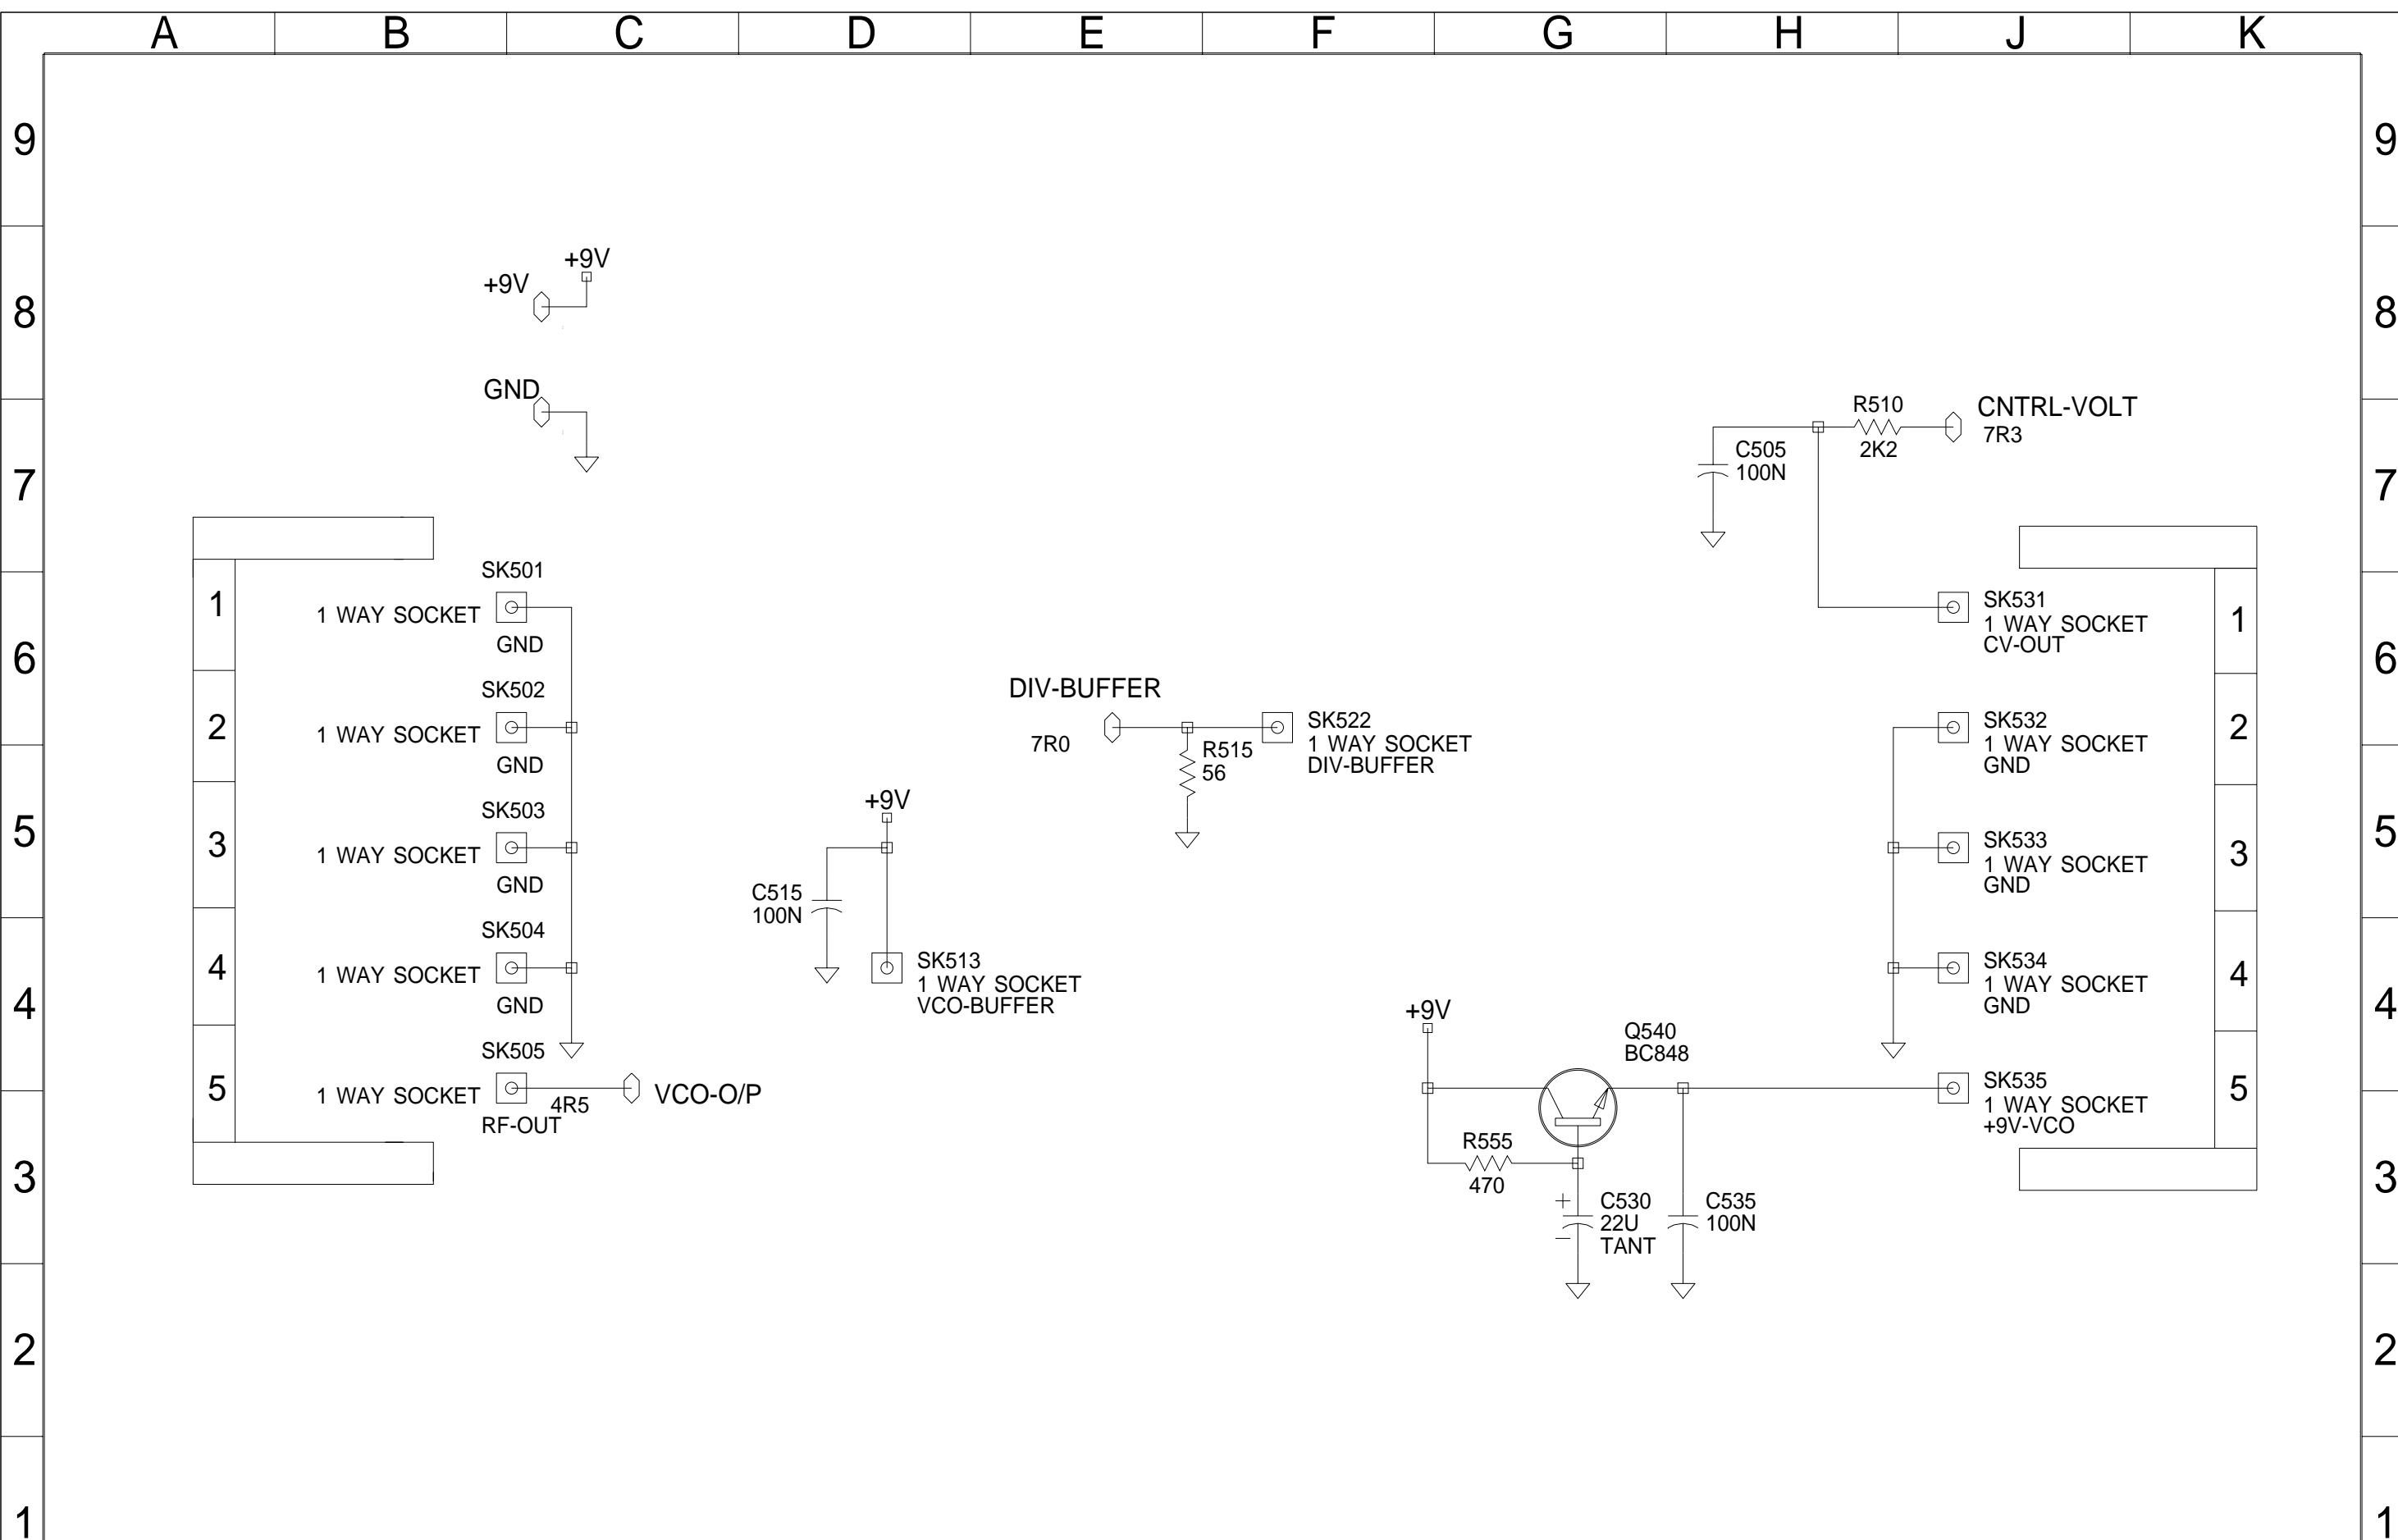 A B C D E F G H J K
9 9
+9V
+9V
8 8
GND
R510
CNTRL-VOLT
7R3
2K2
C505
100N
7 7
SK501
1 WAY SOCKET
GND
1
SK531
1 WAY SOCKET
CV-OUT
1
6 6
SK502
1 WAY SOCKET
GND
2
DIV-BUFFER
7R0
R515
56
SK522
1 WAY SOCKET
DIV-BUFFER
SK532
1 WAY SOCKET
GND
2
SK503
1 WAY SOCKET
GND
3
+9V
C515
100N
SK533
1 WAY SOCKET
GND
3
5 5
SK504
1 WAY SOCKET
GND
4
SK513
1 WAY SOCKET
VCO-BUFFER
SK534
1 WAY SOCKET
GND
4
4 4
+9V
Q540
BC848
SK505
1 WAY SOCKET
RF-OUT
5
4R5
VCO-O/P
SK535
1 WAY SOCKET
+9V-VCO
5
R555
470
+
C530
22U
TANT
–
C535
100N
3 3
2 2
1 1